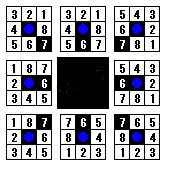 3 2 1 3 2 1 5 4 3
4 8 4 8 6 2
5 6 7 5 6 7 7 8 1
1 8 7 5 4 3
2 6 6 2
3 4 5 7 8 1
1 8 7 7 6 5 7 6 5
2 6 8 4 8 4
3 4 5 1 2 3 1 2 3